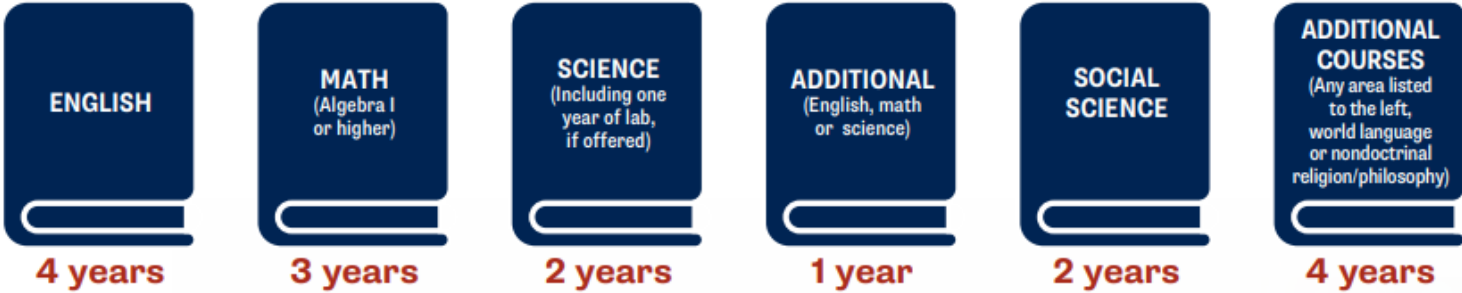 ENGLISH
4 years
MATH
(Algebra I
or higher)
3 years
SCIENCE
(Including one
year of lab,
if offered)
2 years
ADDITIONAL
(English, math
or science)
1 year
SOCIAL
SCIENCE
2 years
ADDITIONAL
COURSES
(Any area listed
to the left,
world language
or nondoctrinal
religion/philosophy)
4 years